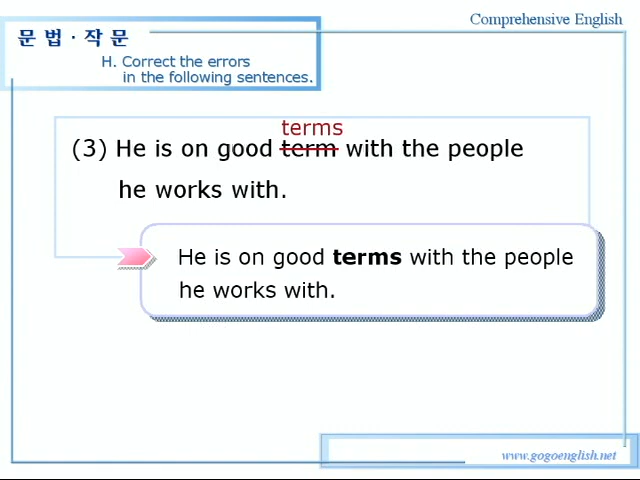 Comprehensive English
문법·작문
H. Correct the errors
in the following sentences.
terms
(3) He is on good term with the people
he works with.
He is on good terms with the people
he works with.
www.gogoenglish.net